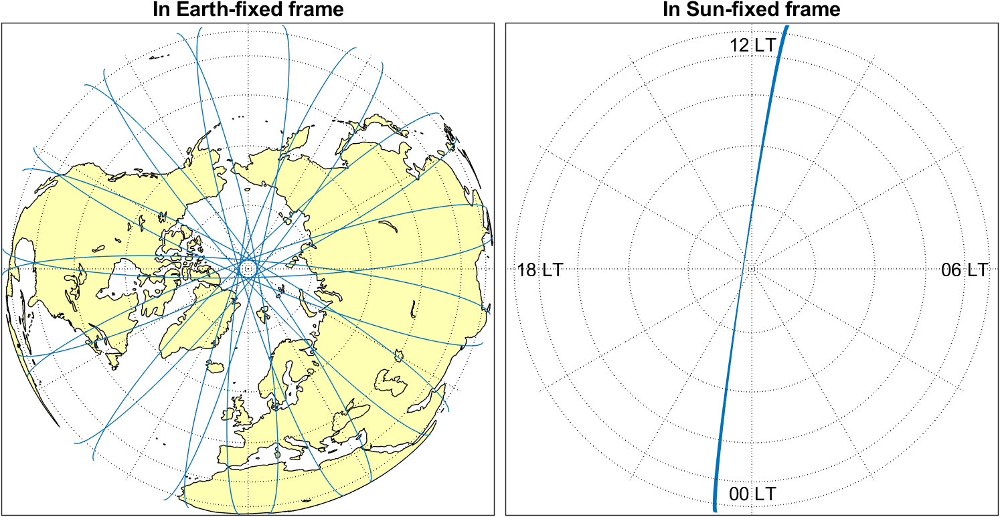 In Earth-fixed frame
In Sun-fixed frame
12 LT
18 LT
06 LT
00 LT